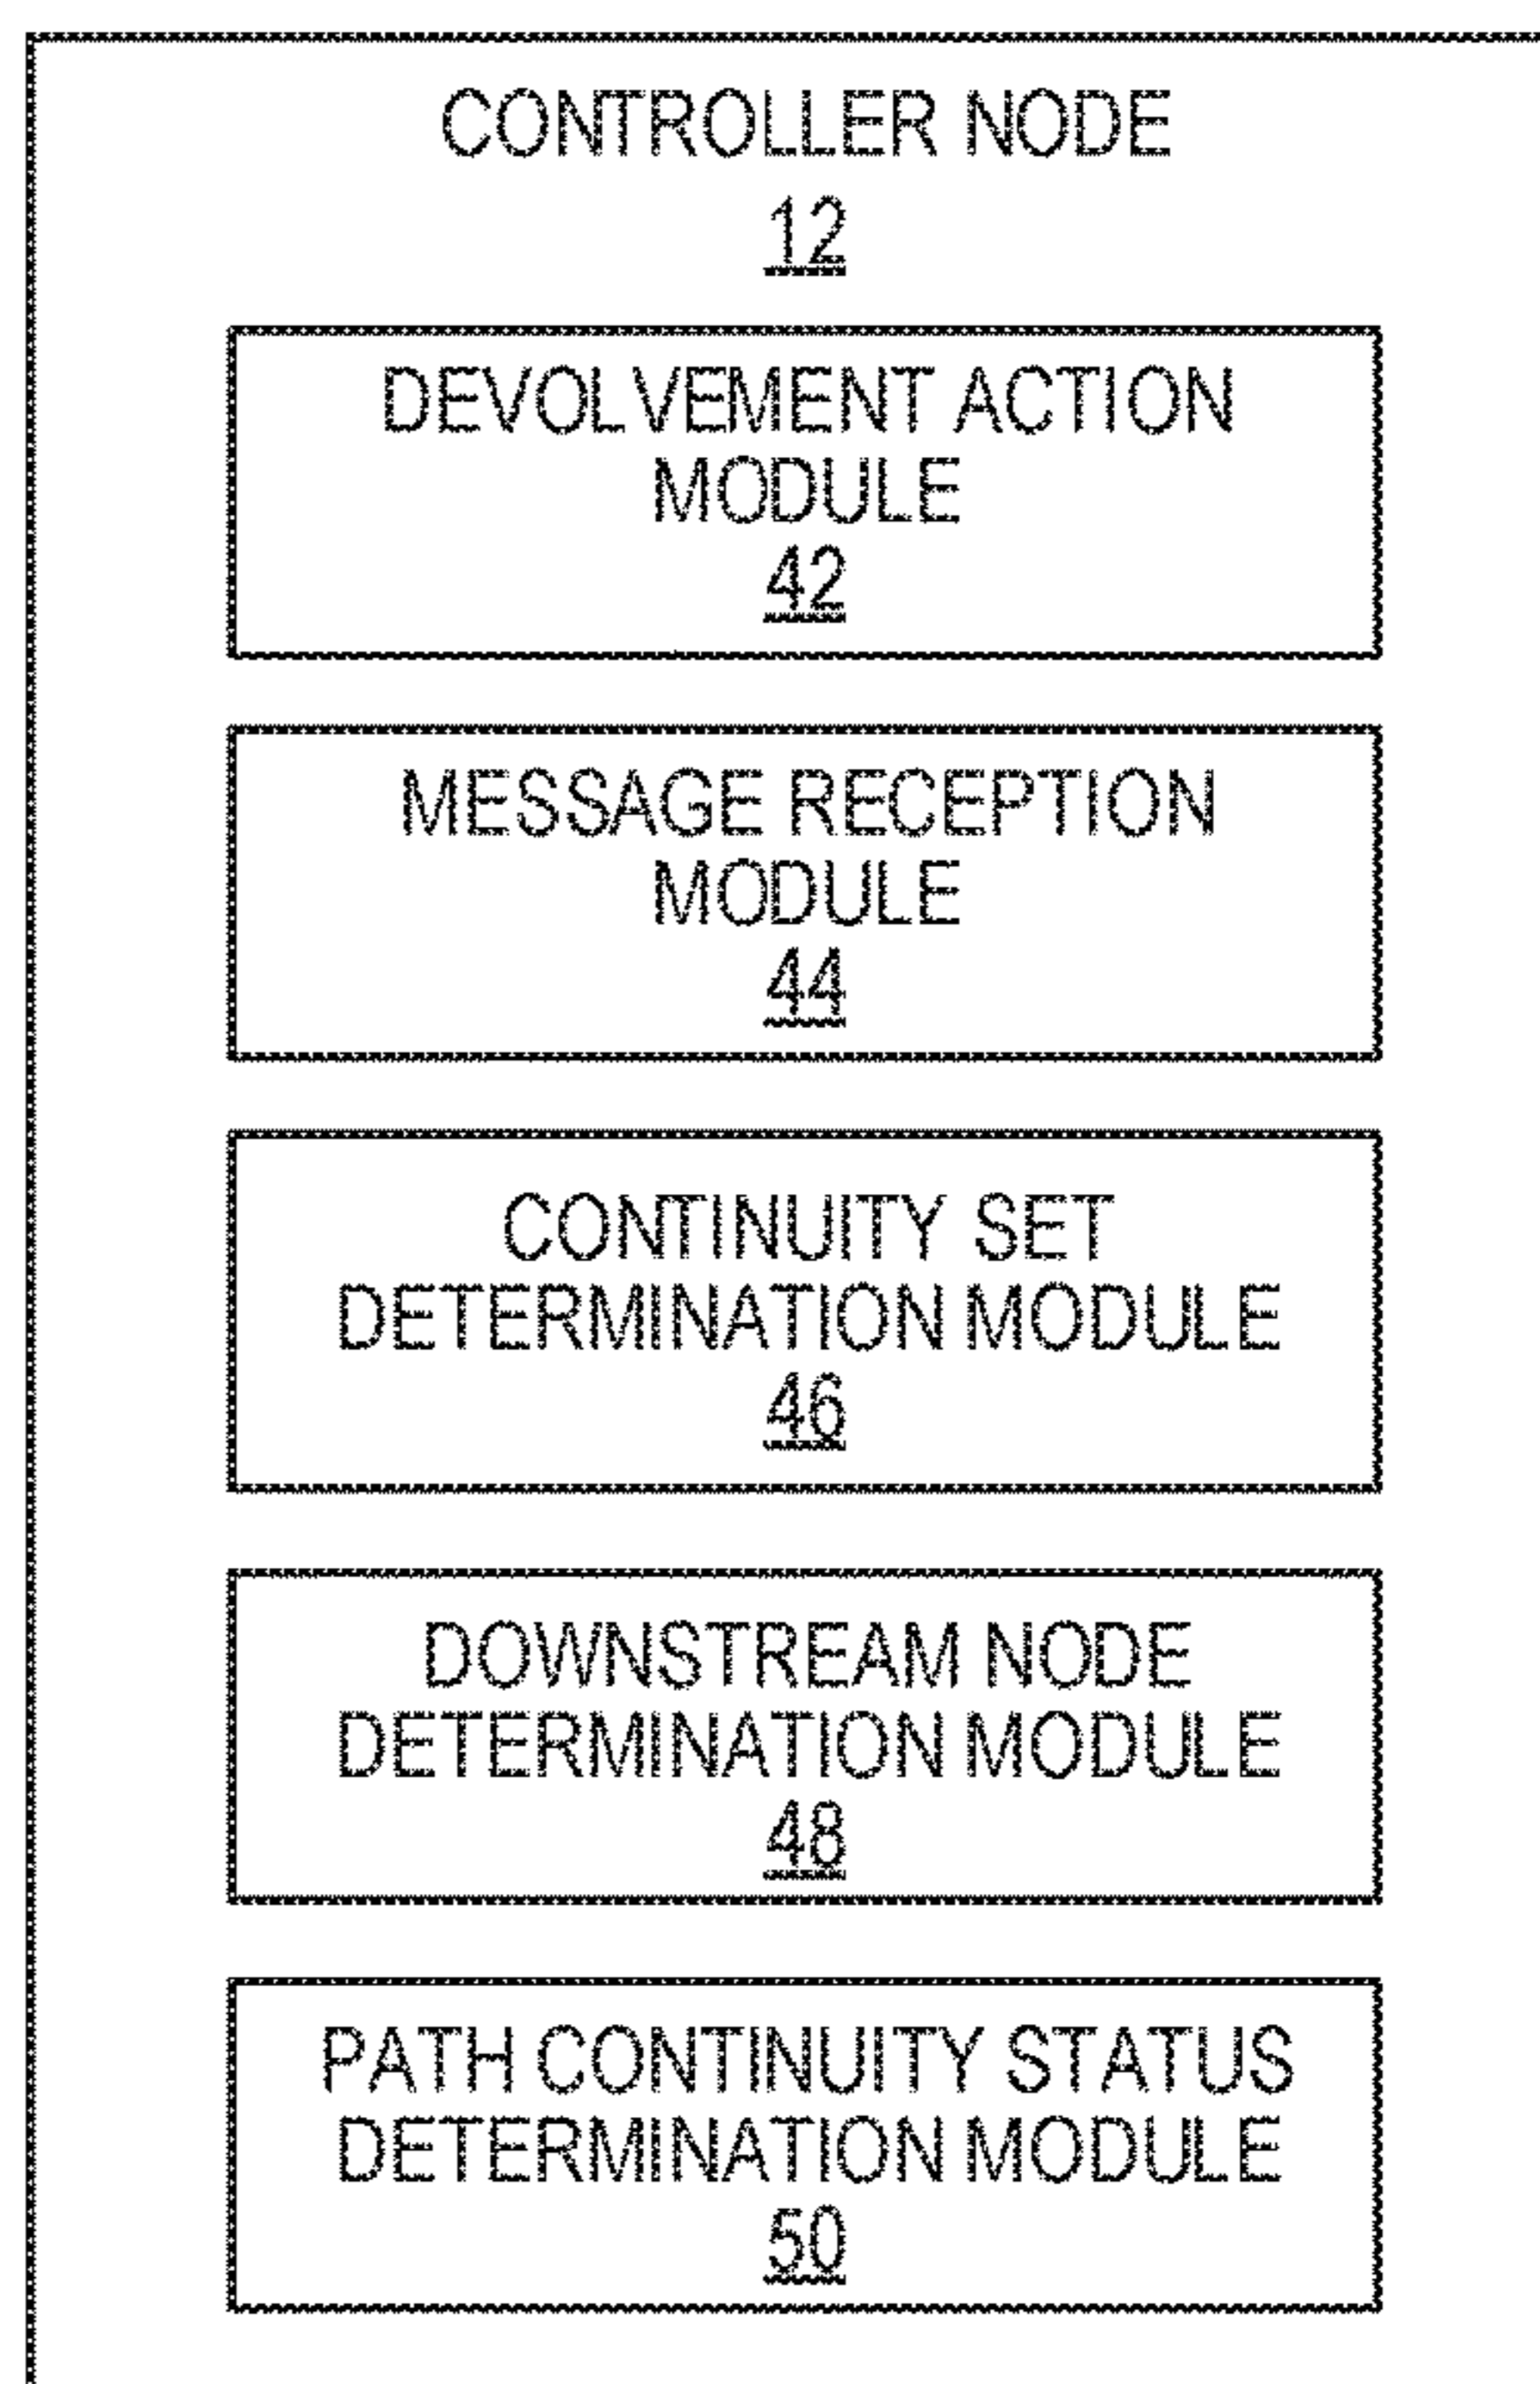 CONTROLLER NODE
12
DEVOLVEMENT ACTION
MODULE
42
MESSAGE RECEPTION
MODULE
44
CONTINUITY SET
DETERMINATION MODULE
46
DOWNSTREAM NODE
DETERMINATION MODULE
48
PATH CONTINUITY STATUS
DETERMINATION MODULE
50